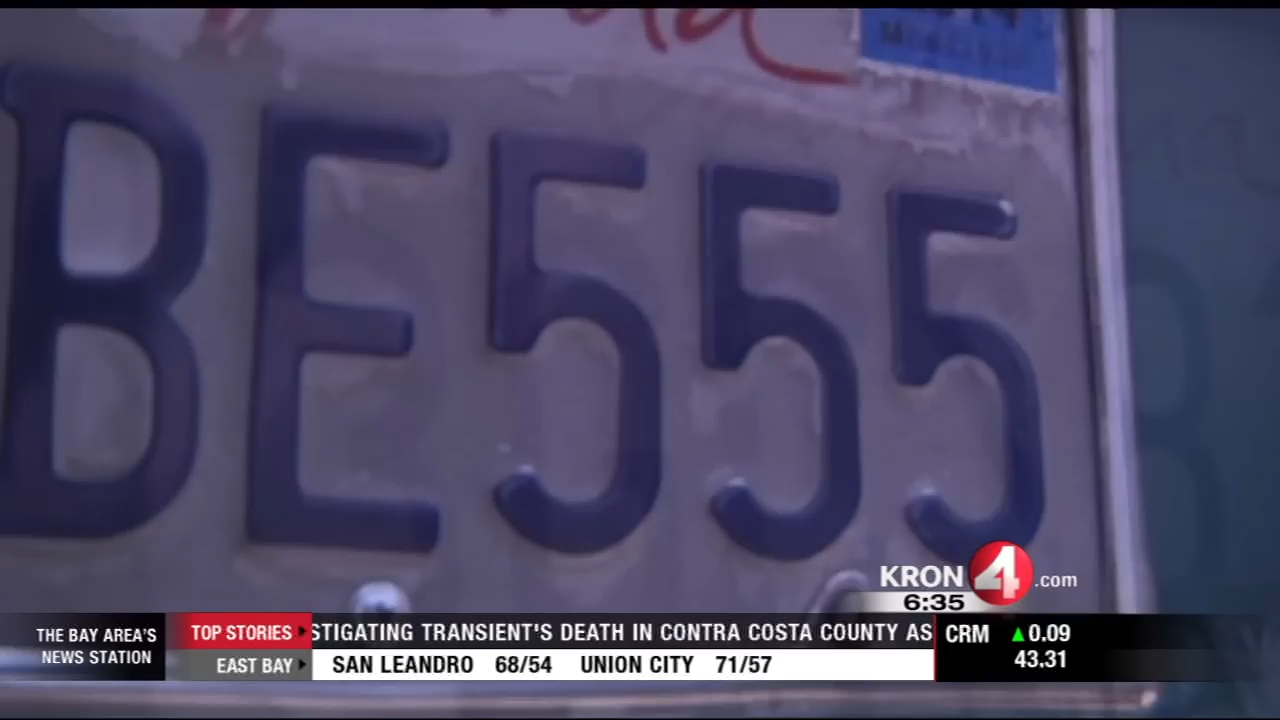 BE555
KRON 4 .com
6:35
THE BAY AREA'S
NEWS STATION
TOP STORIES
STIGATING TRANSIENT'S DEATH IN CONTRA COSTA COUNTY AS
EAST BAY
SAN LEANDRO 68/54 UNION CITY 71/57
CRM ▲0.09
43.31